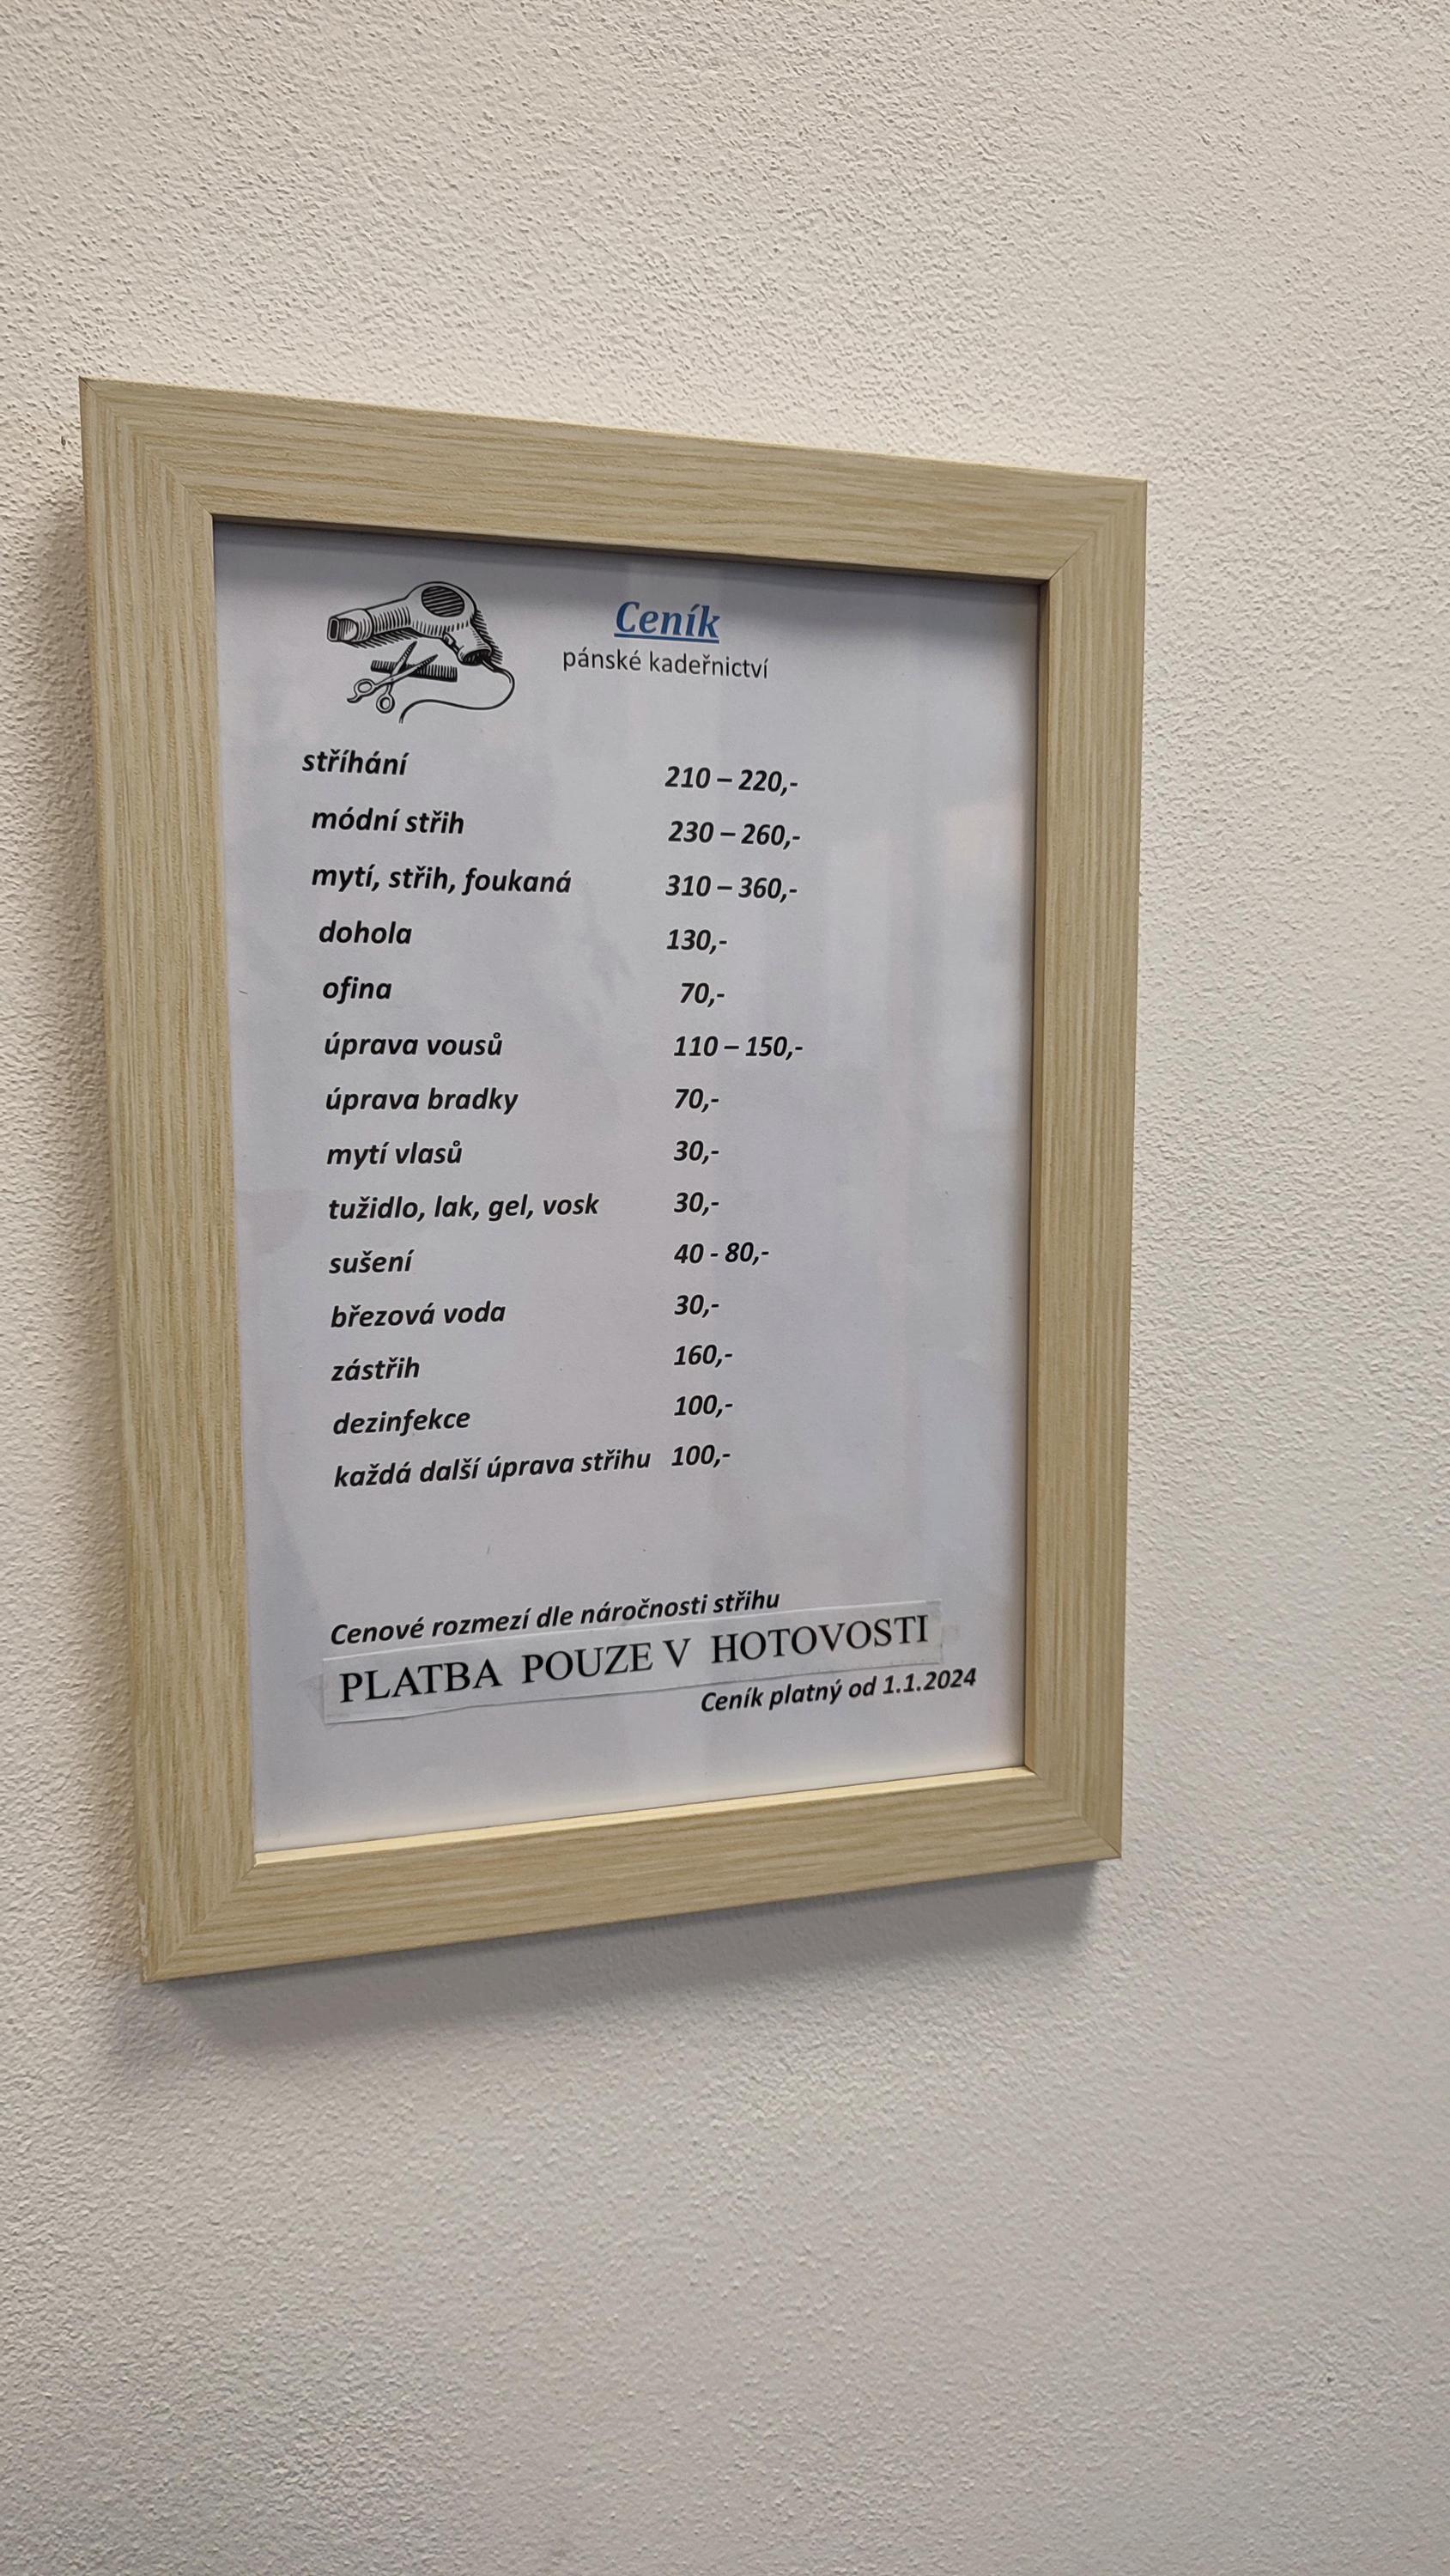 Ceník
pánské kadeřnictví
stříhání 210 – 220,-
módní střih 230 – 260,-
mytí, střih, foukaná 310 – 360,-
dohola 130,-
ofina 70,-
úprava vousů 110 – 150,-
úprava bradky 70,-
mytí vlasů 30,-
tužidlo, lak, gel, vosk 30,-
sušení 40 - 80,-
březová voda 30,-
zástřih 160,-
dezinfekce 100,-
každá další úprava střihu 100,-
Cenové rozmezí dle náročnosti střihu
PLATBA POUZE V HOTOVOSTI
Ceník platný od 1.1.2024